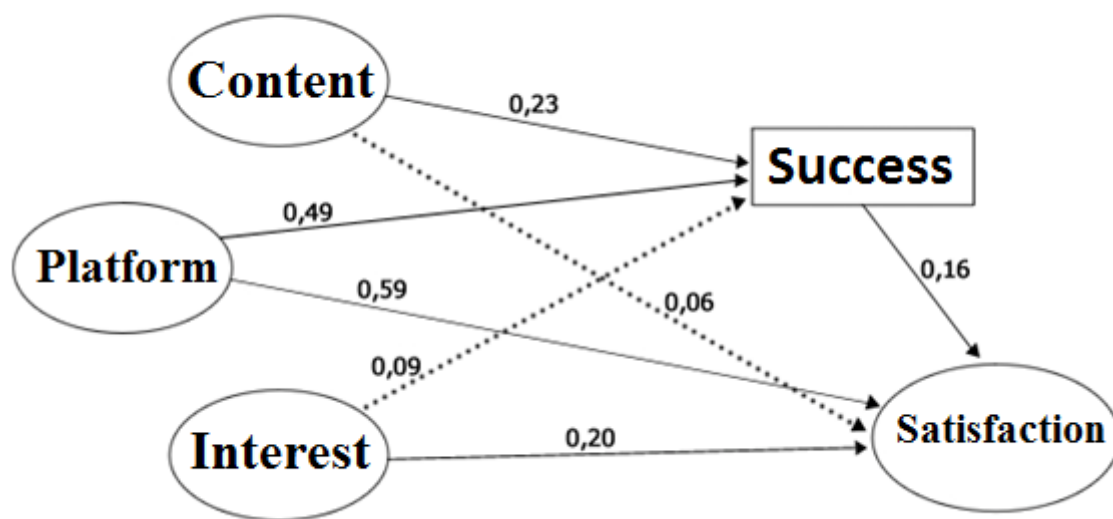 Content
0,23
Success
0,49
Platform
0,16
0,59
0,06
0,09
Satisfaction
Interest
0,20